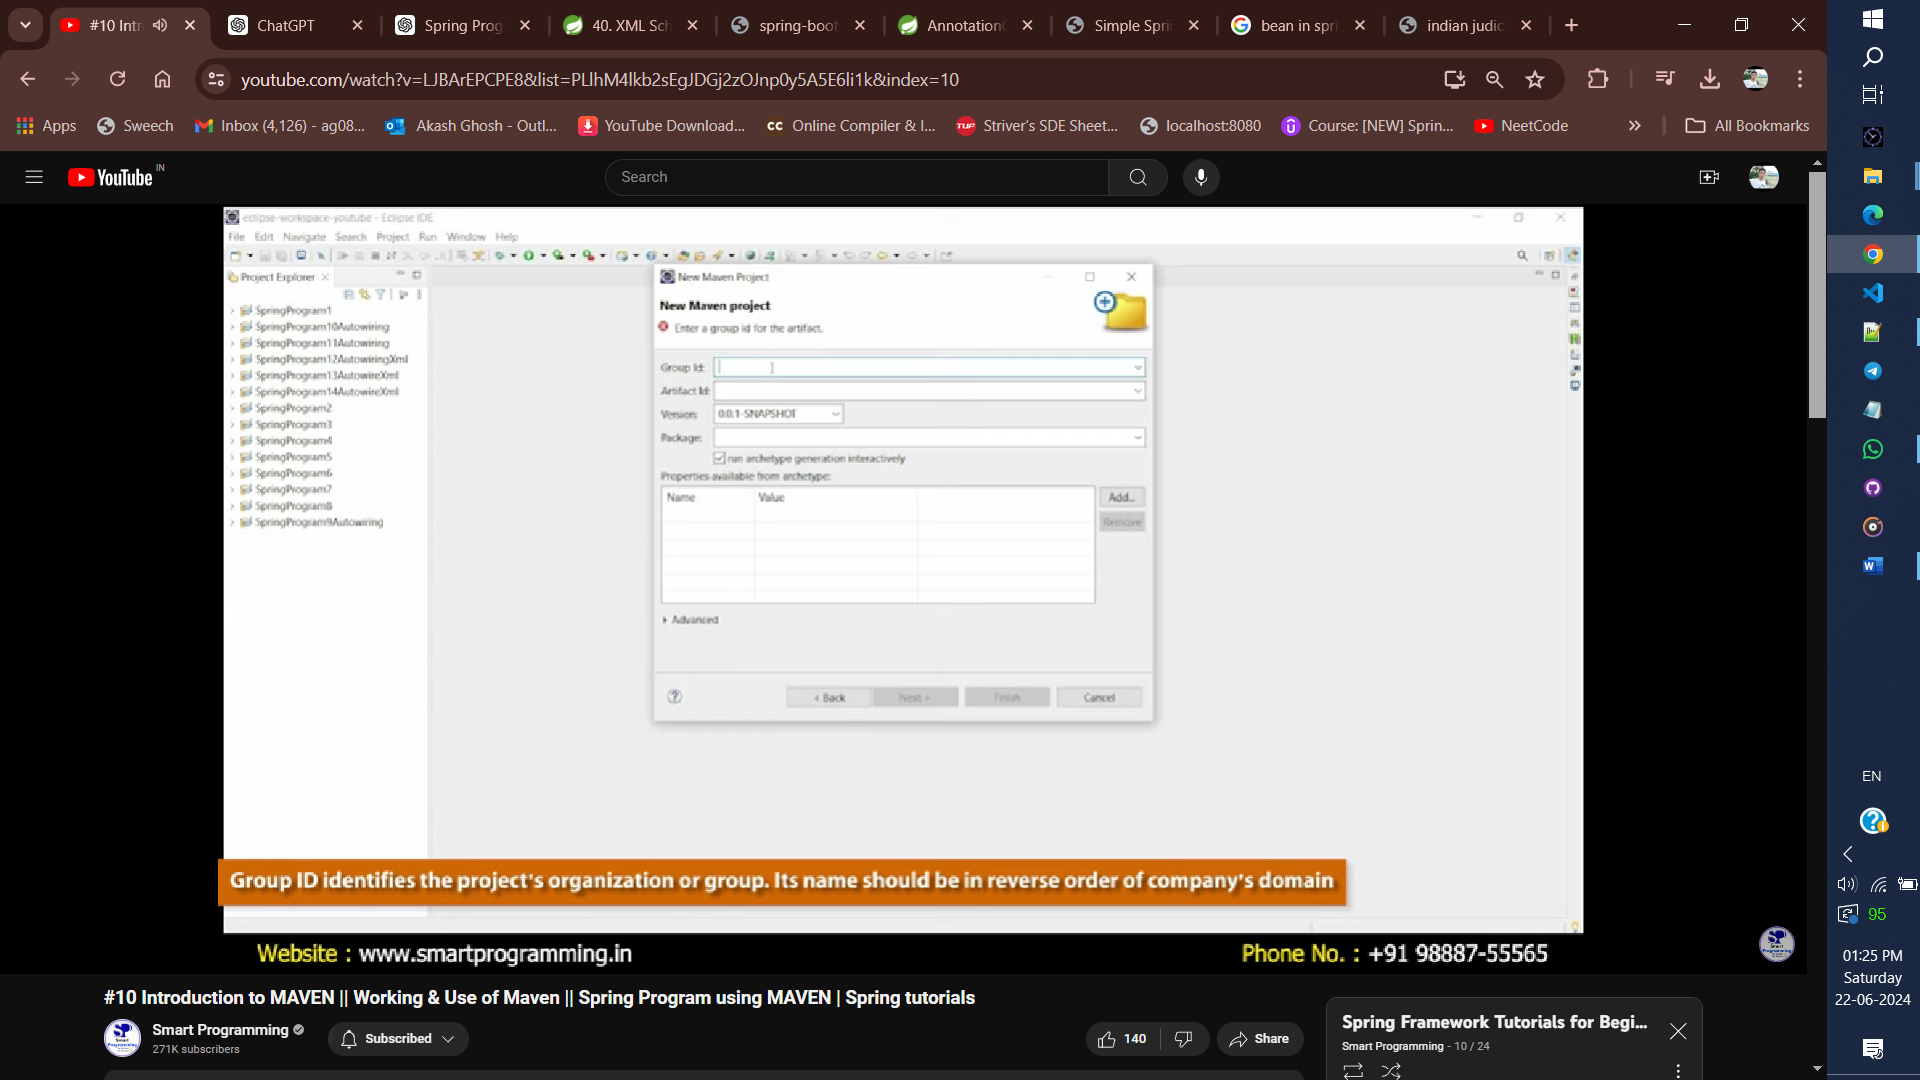 #10 Intr
ChatGPT
Spring Prog
40. XML Sch
spring-boot
Annotation
Simple Spri
bean in spri
indian judic
youtube.com/watch?v=LJBArEPCPE8&list=PLlhM4lkb2sEgJDGj2zOJnp0y5A5E6li1k&index=10
Apps
Sweech
Inbox (4,126) - ag08...
Akash Ghosh - Outl...
YouTube Download...
CC Online Compiler & I...
TUF Striver's SDE Sheet...
localhost:8080
Course: [NEW] Sprin...
NeetCode
All Bookmarks
YouTube IN
Search
eclipse-workspace-youtube - Eclipse IDE
File Edit Navigate Search Project Run Window Help
Project Explorer
SpringProgram1
SpringProgram10Autowiring
SpringProgram11Autowiring
SpringProgram12AutowiringXml
SpringProgram13AutowireXml
SpringProgram14AutowireXml
SpringProgram2
SpringProgram3
SpringProgram4
SpringProgram5
SpringProgram6
SpringProgram7
SpringProgram8
SpringProgram9Autowiring
New Maven Project
New Maven project
Enter a group id for the artifact.
Group Id:
Artifact Id:
Version: 0.0.1-SNAPSHOT
Package:
run archetype generation interactively
Properties available from archetype:
Name Value
Add...
Remove
Advanced
< Back Next > Finish Cancel
Group ID identifies the project's organization or group. Its name should be in reverse order of company's domain
Website : www.smartprogramming.in
Phone No. : +91 98887-55565
#10 Introduction to MAVEN || Working & Use of Maven || Spring Program using MAVEN | Spring tutorials
Smart Programming
271K subscribers
Subscribed
140
Share
Spring Framework Tutorials for Begi...
Smart Programming - 10 / 24
EN
95
01:25 PM
Saturday
22-06-2024